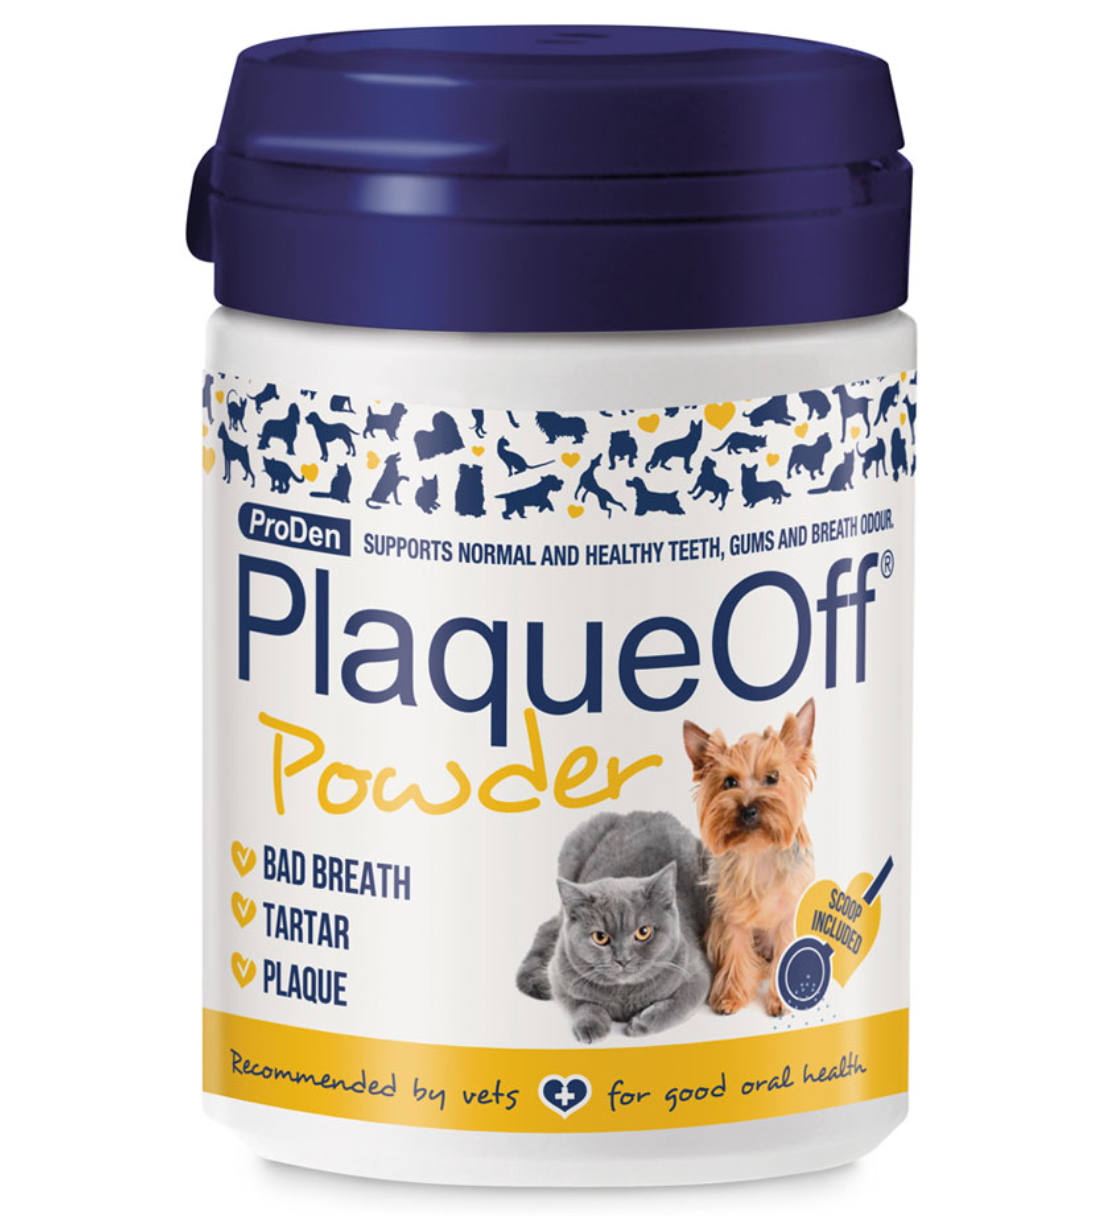 ProDen
SUPPORTS NORMAL AND HEALTHY TEETH, GUMS AND BREATH ODOUR.
PlaqueOff®
Powder
BAD BREATH
TARTAR
PLAQUE
SCOOP
INCLUDED
Recommended by vets for good oral health